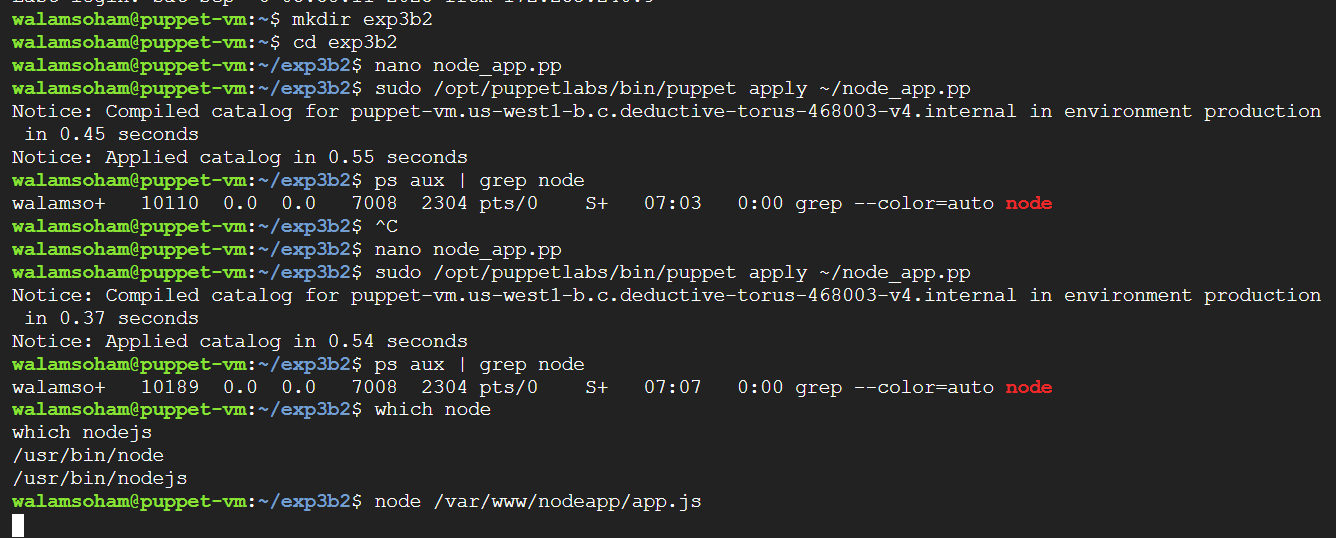 walamsoham@puppet-vm:~$ mkdir exp3b2
walamsoham@puppet-vm:~$ cd exp3b2
walamsoham@puppet-vm:~/exp3b2$ nano node_app.pp
walamsoham@puppet-vm:~/exp3b2$ sudo /opt/puppetlabs/bin/puppet apply ~/node_app.pp
Notice: Compiled catalog for puppet-vm.us-west1-b.c.deductive-torus-468003-v4.internal in environment production
 in 0.45 seconds
Notice: Applied catalog in 0.55 seconds
walamsoham@puppet-vm:~/exp3b2$ ps aux | grep node
walamso+   10110  0.0  0.0   7008  2304 pts/0    S+   07:03   0:00 grep --color=auto node
walamsoham@puppet-vm:~/exp3b2$ ^C
walamsoham@puppet-vm:~/exp3b2$ nano node_app.pp
walamsoham@puppet-vm:~/exp3b2$ sudo /opt/puppetlabs/bin/puppet apply ~/node_app.pp
Notice: Compiled catalog for puppet-vm.us-west1-b.c.deductive-torus-468003-v4.internal in environment production
 in 0.37 seconds
Notice: Applied catalog in 0.54 seconds
walamsoham@puppet-vm:~/exp3b2$ ps aux | grep node
walamso+   10189  0.0  0.0   7008  2304 pts/0    S+   07:07   0:00 grep --color=auto node
walamsoham@puppet-vm:~/exp3b2$ which node
which nodejs
/usr/bin/node
/usr/bin/nodejs
walamsoham@puppet-vm:~/exp3b2$ node /var/www/nodeapp/app.js